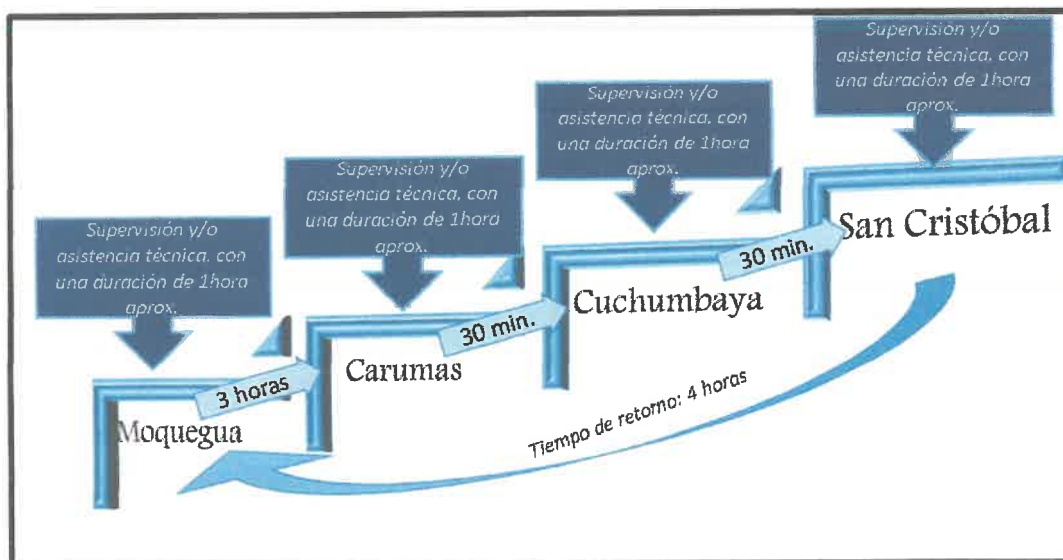 Supervisión y/o
asistencia técnica, con
una duración de 1hora
aprox.
Supervisión y/o
asistencia técnica, con
una duración de 1hora
aprox.
Supervisión y/o
asistencia técnica, con
una duración de 1hora
aprox.
Supervisión y/o
asistencia técnica, con
una duración de 1hora
aprox.
San Cristóbal
30 min.
Cuchumbaya
30 min.
Carumas
3 horas
Moquegua
Tiempo de retorno: 4 horas